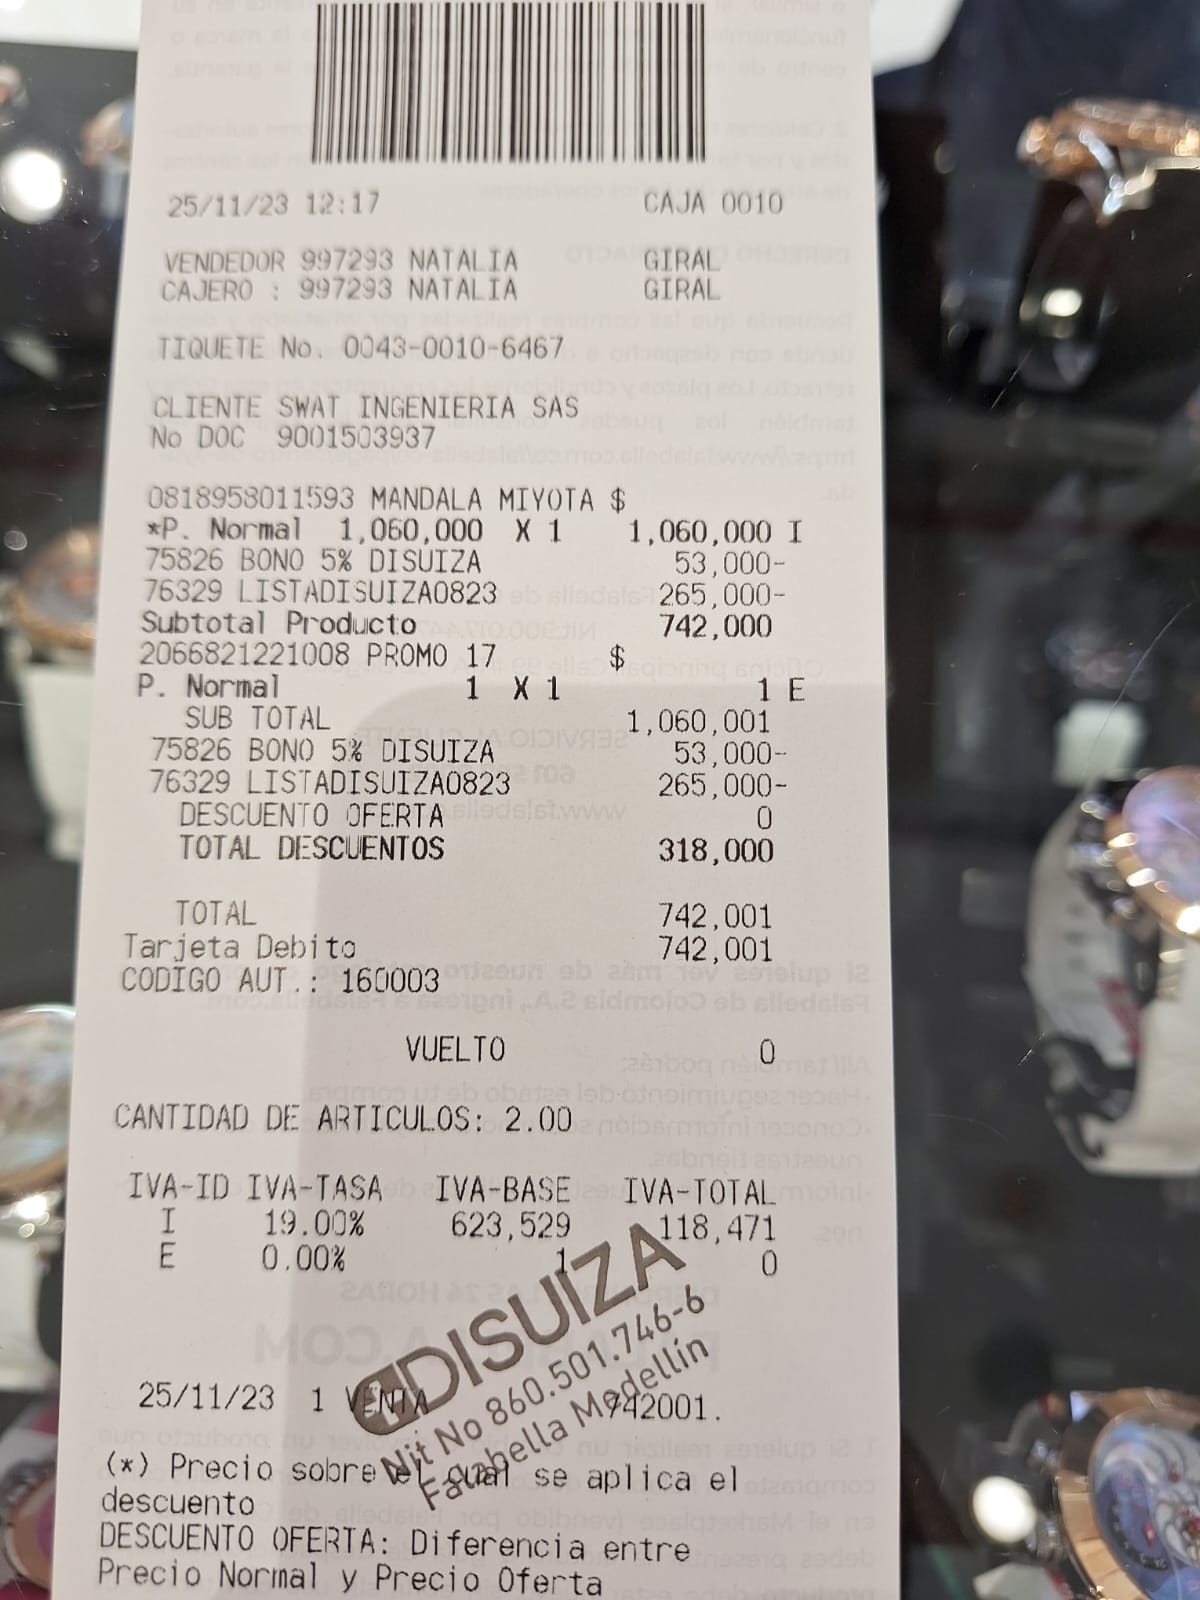 25/11/23 12:17 CAJA 0010
VENDEDOR 997293 NATALIA GIRAL
CAJERO : 997293 NATALIA GIRAL
TIQUETE No. 0043-0010-6467
CLIENTE SWAT INGENIERIA SAS
No DOC 9001503937
0818958011593 MANDALA MIYOTA $
*P. Normal 1,060,000 X 1 1,060,000 I
75826 BONO 5% DISUIZA 53,000-
76329 LISTADISUIZA0823 265,000-
Subtotal Producto 742,000
2066821221008 PROMO 17 $
P. Normal 1 X 1 1 E
SUB TOTAL 1,060,001
75826 BONO 5% DISUIZA 53,000-
76329 LISTADISUIZA0823 265,000-
DESCUENTO OFERTA 0
TOTAL DESCUENTOS 318,000
TOTAL 742,001
Tarjeta Debito 742,001
CODIGO AUT.: 160003
VUELTO 0
CANTIDAD DE ARTICULOS: 2.00
IVA-ID IVA-TASA IVA-BASE IVA-TOTAL
I 19.00% 623,529 118,471
E 0.00% 1 0
DISUIZA
Nit No 860.501.746-6
Falabella Medellín
25/11/23 1 VENTA 742001.
(*) Precio sobre el cual se aplica el
descuento
DESCUENTO OFERTA: Diferencia entre
Precio Normal y Precio Oferta